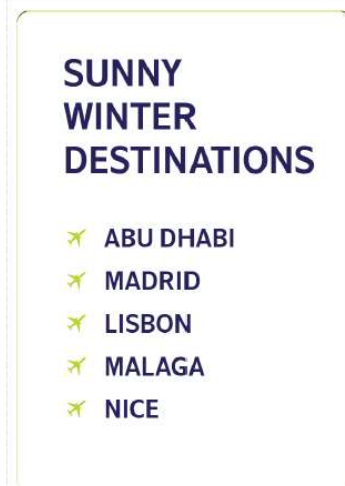 SUNNY
WINTER
DESTINATIONS
ABU DHABI
MADRID
LISBON
MALAGA
NICE